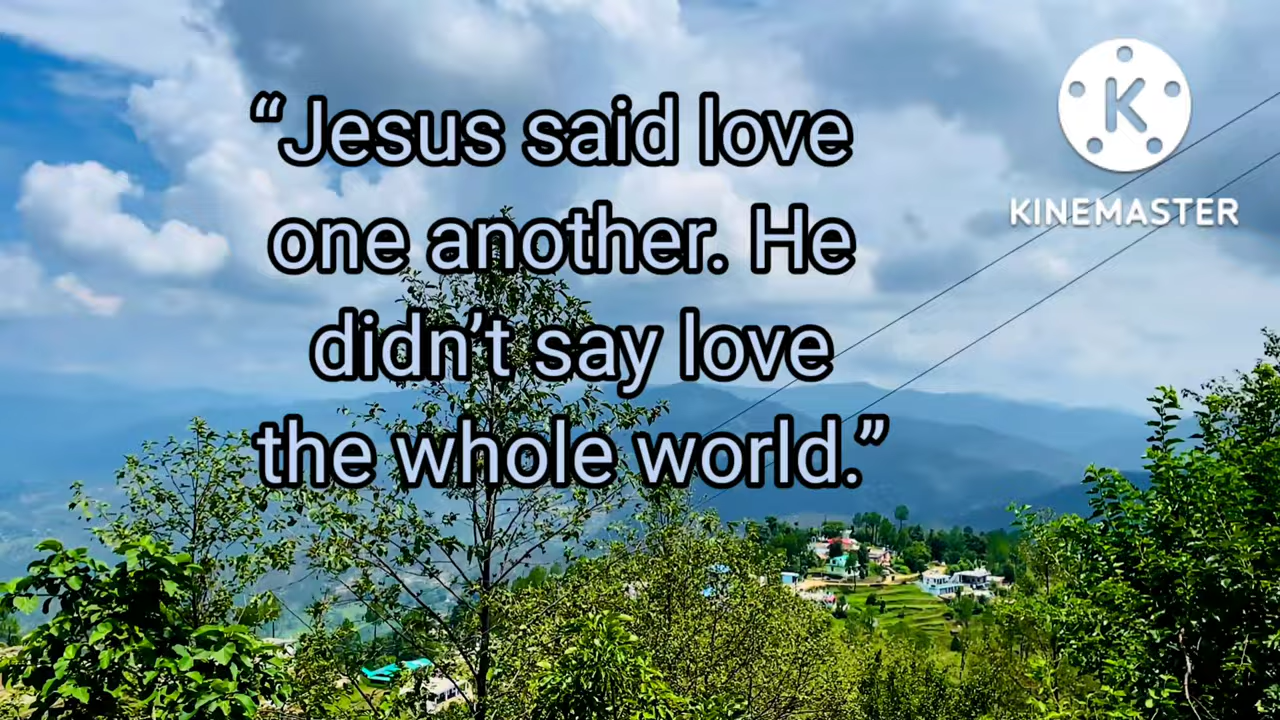 “Jesus said love
one another. He
didn’t say love
the whole world.”
K
KINEMASTER